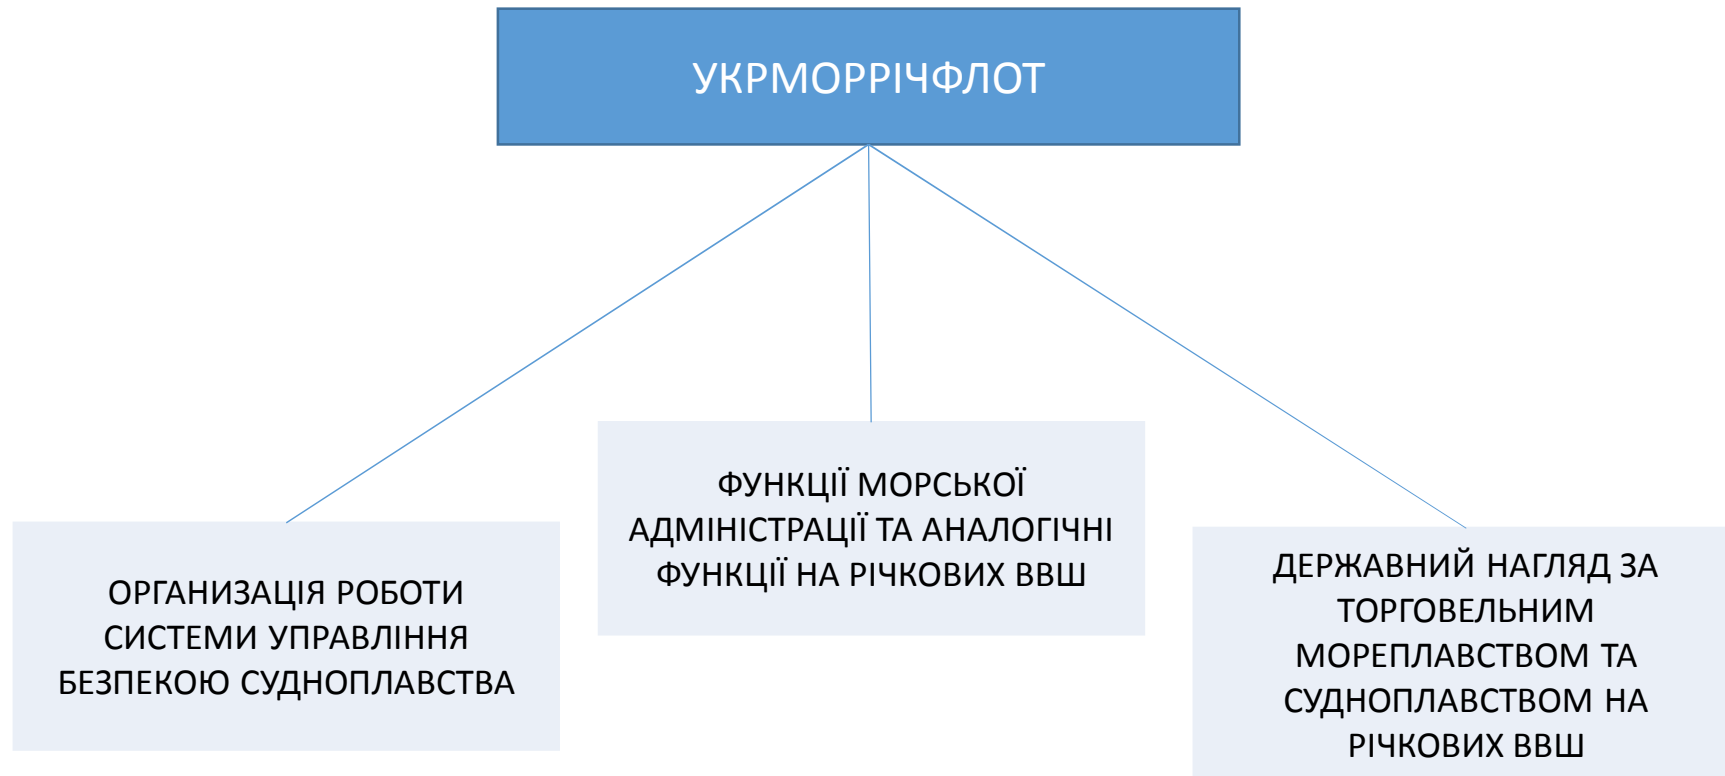 УКРМОРРІЧФЛОТ
ОРГАНИЗАЦІЯ РОБОТИ
СИСТЕМИ УПРАВЛІННЯ
БЕЗПЕКОЮ СУДНОПЛАВСТВА
ФУНКЦІЇ МОРСЬКОЇ
АДМІНІСТРАЦІЇ ТА АНАЛОГІЧНІ
ФУНКЦІЇ НА РІЧКОВИХ ВВШ
ДЕРЖАВНИЙ НАГЛЯД ЗА
ТОРГОВЕЛЬНИМ
МОРЕПЛАВСТВОМ ТА
СУДНОПЛАВСТВОМ НА
РІЧКОВИХ ВВШ